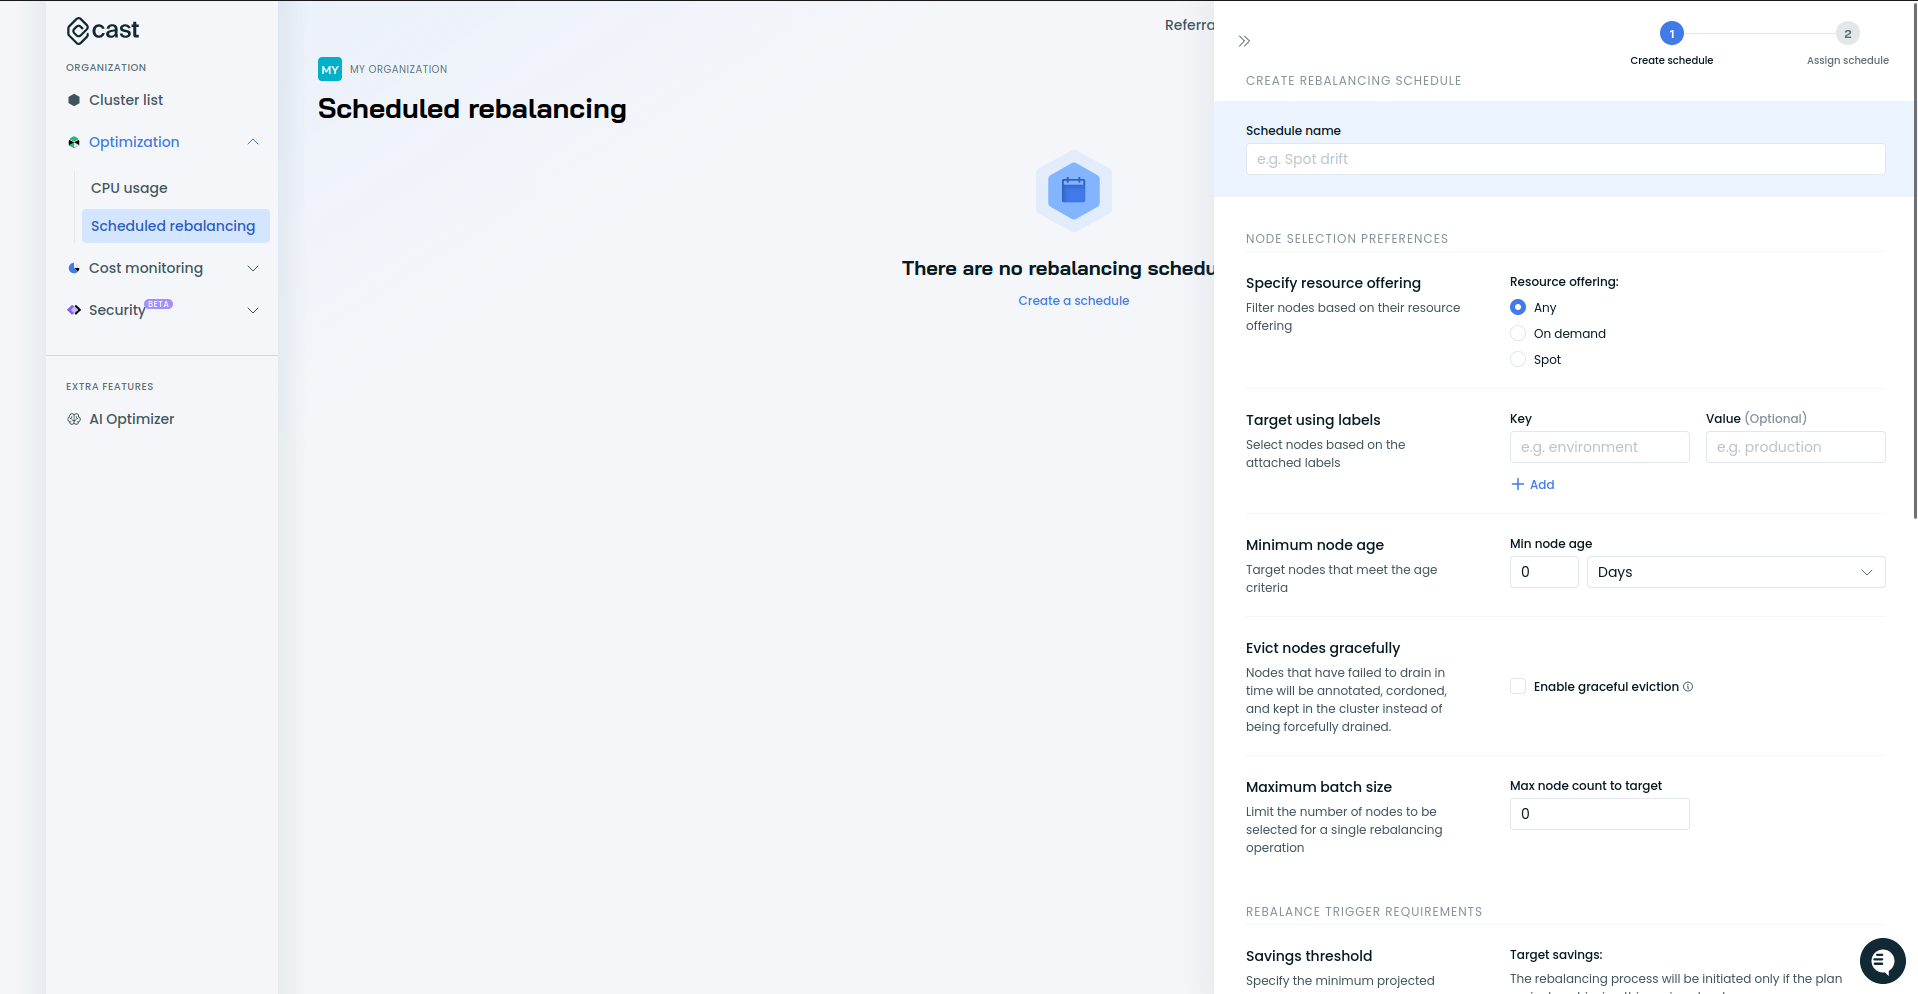 cast
ORGANIZATION
Cluster list
Optimization
CPU usage
Scheduled rebalancing
Cost monitoring
Security BETA
EXTRA FEATURES
AI Optimizer
Referra
MY MY ORGANIZATION
Scheduled rebalancing
There are no rebalancing schedu
Create a schedule
1
Create schedule
2
Assign schedule
CREATE REBALANCING SCHEDULE
Schedule name
e.g. Spot drift
NODE SELECTION PREFERENCES
Specify resource offering
Filter nodes based on their resource
offering
Resource offering:
Any
On demand
Spot
Target using labels
Select nodes based on the
attached labels
Key
e.g. environment
Value (Optional)
e.g. production
Add
Minimum node age
Target nodes that meet the age
criteria
Min node age
0
Days
Evict nodes gracefully
Nodes that have failed to drain in
time will be annotated, cordoned,
and kept in the cluster instead of
being forcefully drained.
Enable graceful eviction
Maximum batch size
Limit the number of nodes to be
selected for a single rebalancing
operation
Max node count to target
0
REBALANCE TRIGGER REQUIREMENTS
Savings threshold
Specify the minimum projected
Target savings:
The rebalancing process will be initiated only if the plan